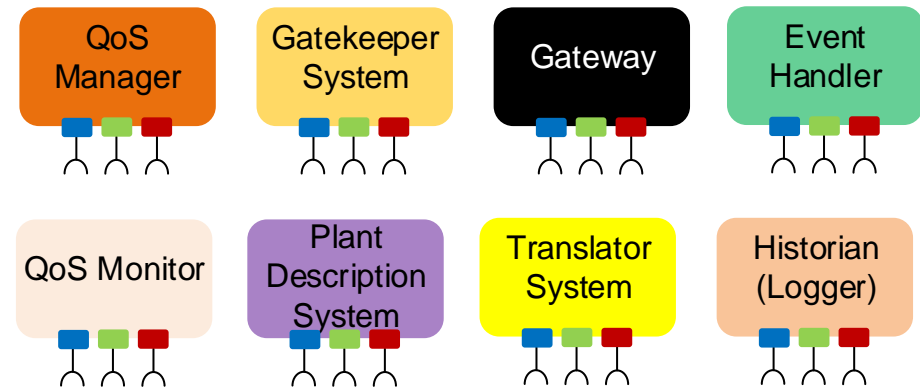 QoS
Manager
Gatekeeper
System
Gateway
Event
Handler
QoS Monitor
Plant
Description
System
Translator
System
Historian
(Logger)